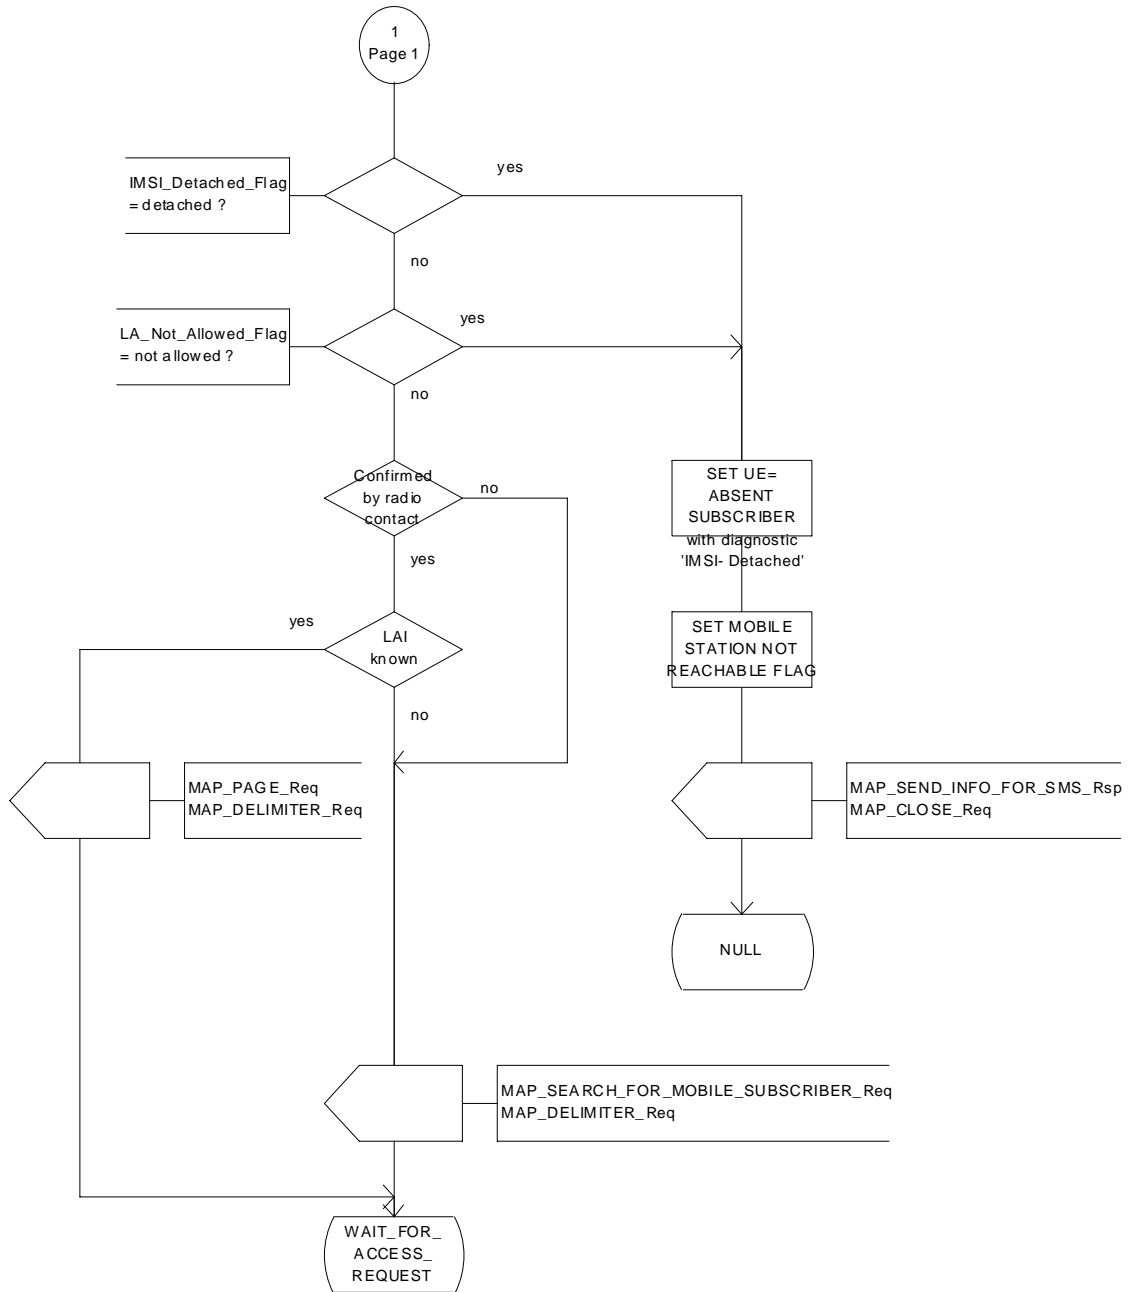 1
Page 1
yes
IMSI_Detached_Flag
= detached ?
no
yes
LA_Not_Allowed_Flag
= not allowed ?
no
Confirmed
by radio
contact
no
SET UE=
ABSENT
SUBSCRIBER
with diagnostic
'IMSI- Detached'
yes
yes
LAI
known
SET MOBILE
STATION NOT
REACHABLE FLAG
no
MAP_PAGE_Req
MAP_DELIMITER_Req
MAP_SEND_INFO_FOR_SMS_Rsp
MAP_CLOSE_Req
NULL
MAP_SEARCH_FOR_MOBILE_SUBSCRIBER_Req
MAP_DELIMITER_Req
WAIT_FOR_
ACCESS_
REQUEST